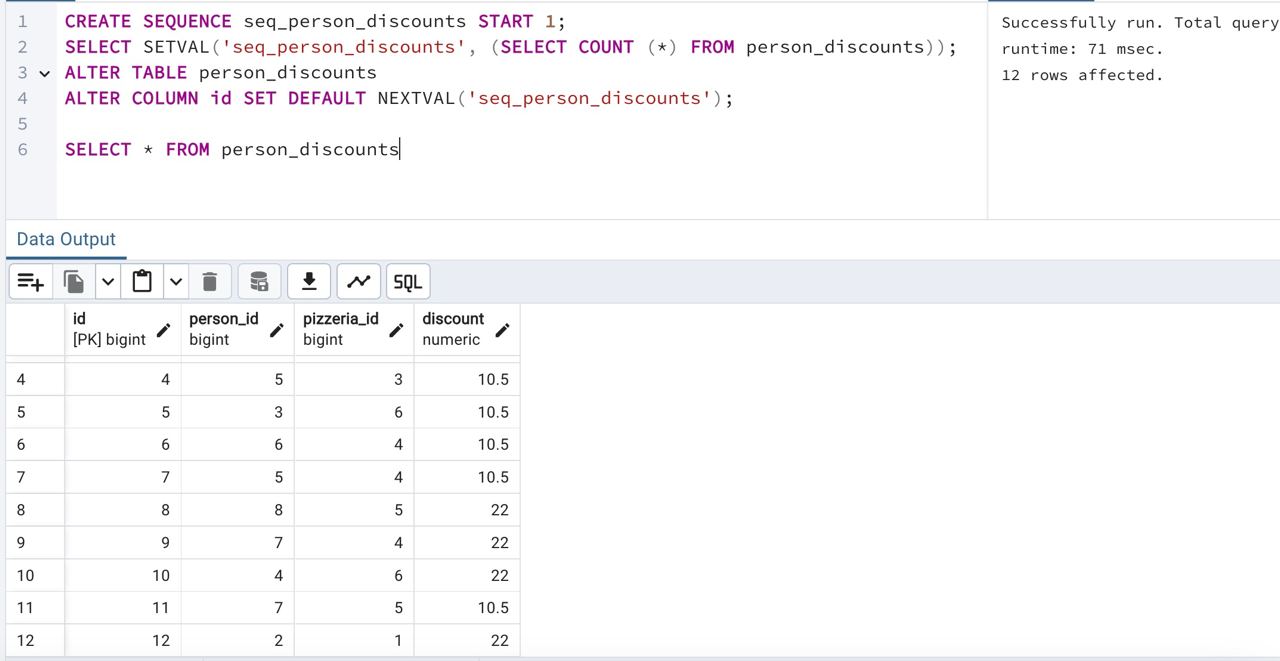 1 CREATE SEQUENCE seq_person_discounts START 1;
2 SELECT SETVAL('seq_person_discounts', (SELECT COUNT (*) FROM person_discounts));
3 ALTER TABLE person_discounts
4 ALTER COLUMN id SET DEFAULT NEXTVAL('seq_person_discounts');
5
6 SELECT * FROM person_discounts
Successfully run. Total query
runtime: 71 msec.
12 rows affected.
Data Output
SQL
id person_id pizzeria_id discount
[PK] bigint bigint bigint numeric
4 4 5 3 10.5
5 5 3 6 10.5
6 6 6 4 10.5
7 7 5 4 10.5
8 8 8 5 22
9 9 7 4 22
10 10 4 6 22
11 11 7 5 10.5
12 12 2 1 22